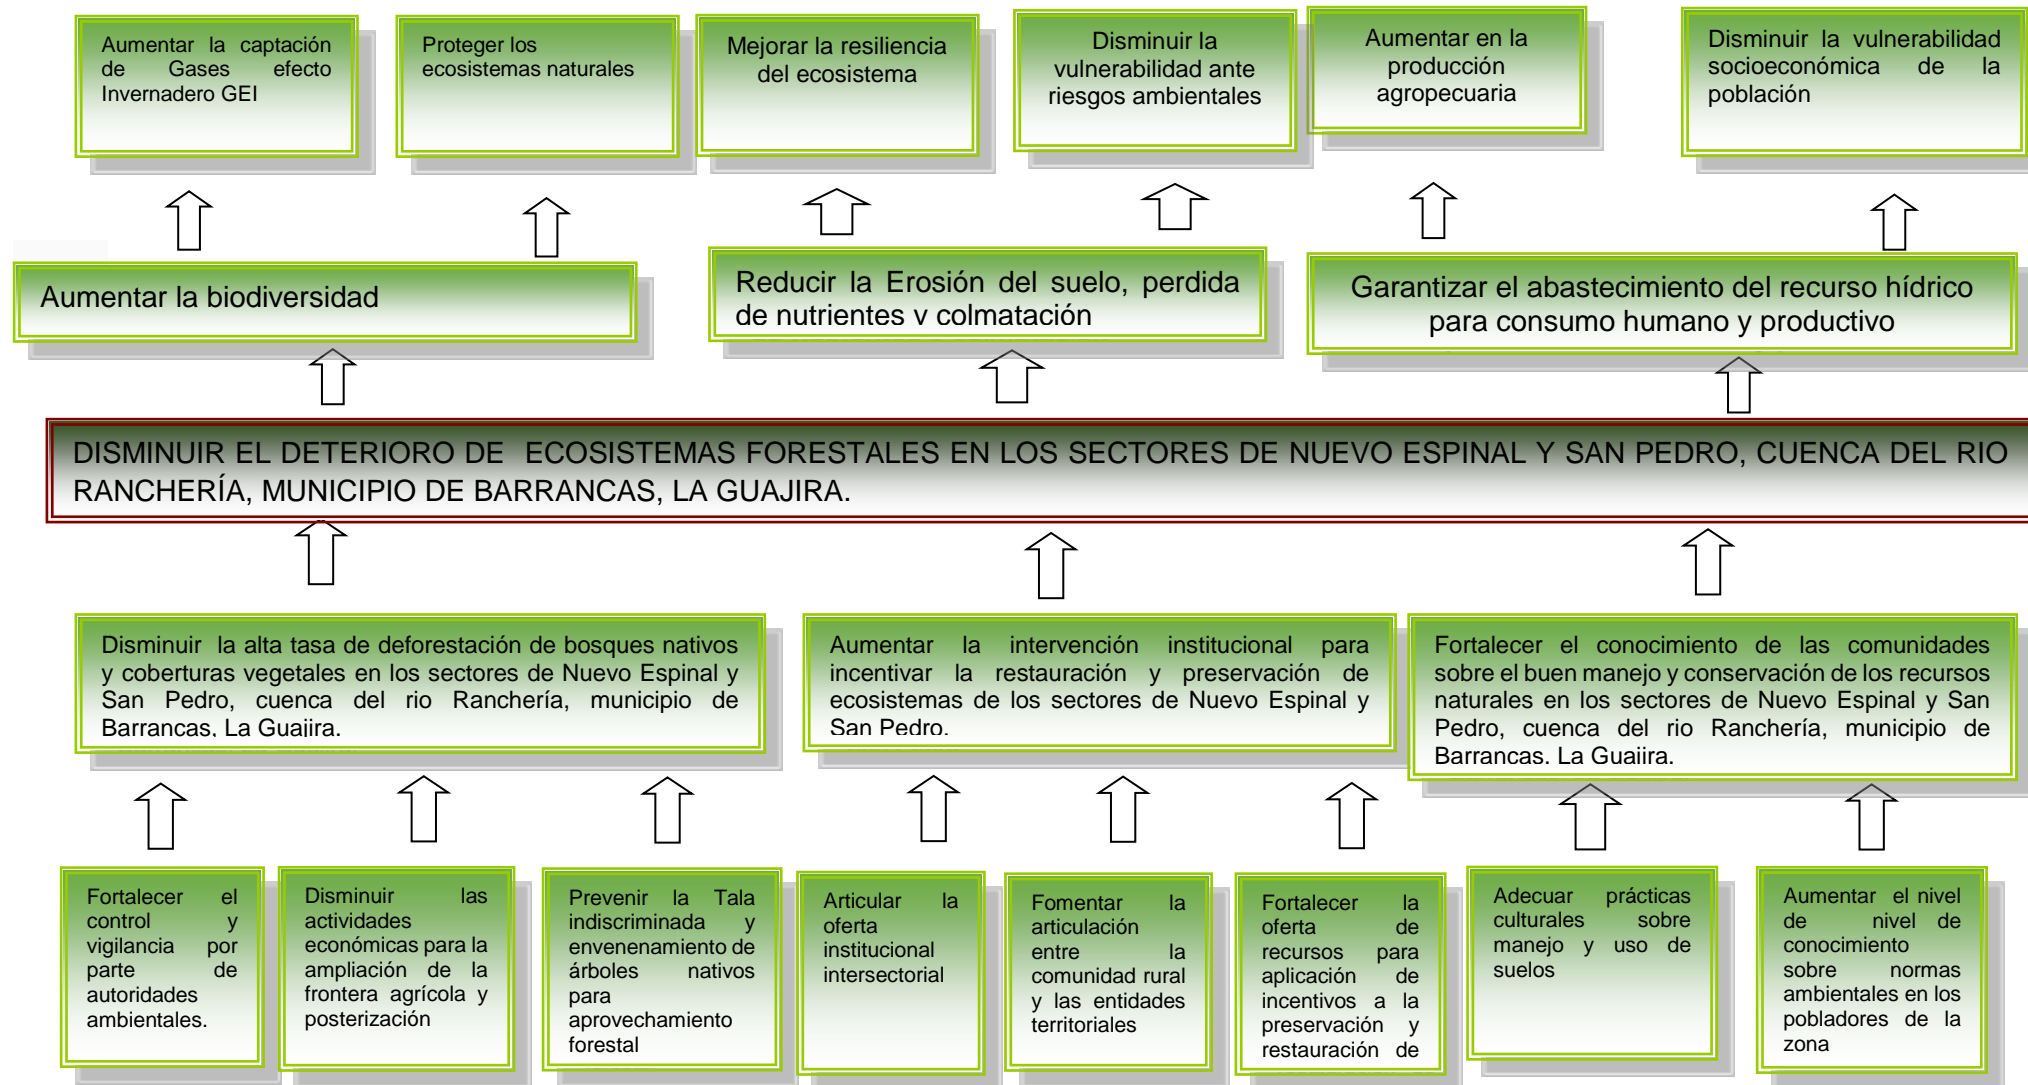 Aumentar la captación
de Gases efecto
Invernadero GEI
Proteger los
ecosistemas naturales
Mejorar la resiliencia
del ecosistema
Disminuir la
vulnerabilidad ante
riesgos ambientales
Aumentar en la
producción
agropecuaria
Disminuir la vulnerabilidad
socioeconómica de la
población
Aumentar la biodiversidad
Reducir la Erosión del suelo, perdida
de nutrientes y colmatación
Garantizar el abastecimiento del recurso hídrico
para consumo humano y productivo
DISMINUIR EL DETERIORO DE ECOSISTEMAS FORESTALES EN LOS SECTORES DE NUEVO ESPINAL Y SAN PEDRO, CUENCA DEL RIO
RANCHERÍA, MUNICIPIO DE BARRANCAS, LA GUAJIRA.
Disminuir la alta tasa de deforestación de bosques nativos
y coberturas vegetales en los sectores de Nuevo Espinal y
San Pedro, cuenca del rio Ranchería, municipio de
Barrancas, La Guajira.
Aumentar la intervención institucional para
incentivar la restauración y preservación de
ecosistemas de los sectores de Nuevo Espinal y
San Pedro.
Fortalecer el conocimiento de las comunidades
sobre el buen manejo y conservación de los recursos
naturales en los sectores de Nuevo Espinal y San
Pedro, cuenca del rio Ranchería, municipio de
Barrancas. La Guajira.
Fortalecer el
control y
vigilancia por
parte de
autoridades
ambientales.
Disminuir las
actividades
económicas para la
ampliación de la
frontera agrícola y
posterización
Prevenir la Tala
indiscriminada y
envenenamiento de
árboles nativos
para
aprovechamiento
forestal
Articular la
oferta
institucional
intersectorial
Fomentar la
articulación
entre la
comunidad rural
y las entidades
territoriales
Fortalecer la
oferta de
recursos para
aplicación de
incentivos a la
preservación y
restauración de
Adecuar prácticas
culturales sobre
manejo y uso de
suelos
Aumentar el nivel
de nivel de
conocimiento
sobre normas
ambientales en los
pobladores de la
zona